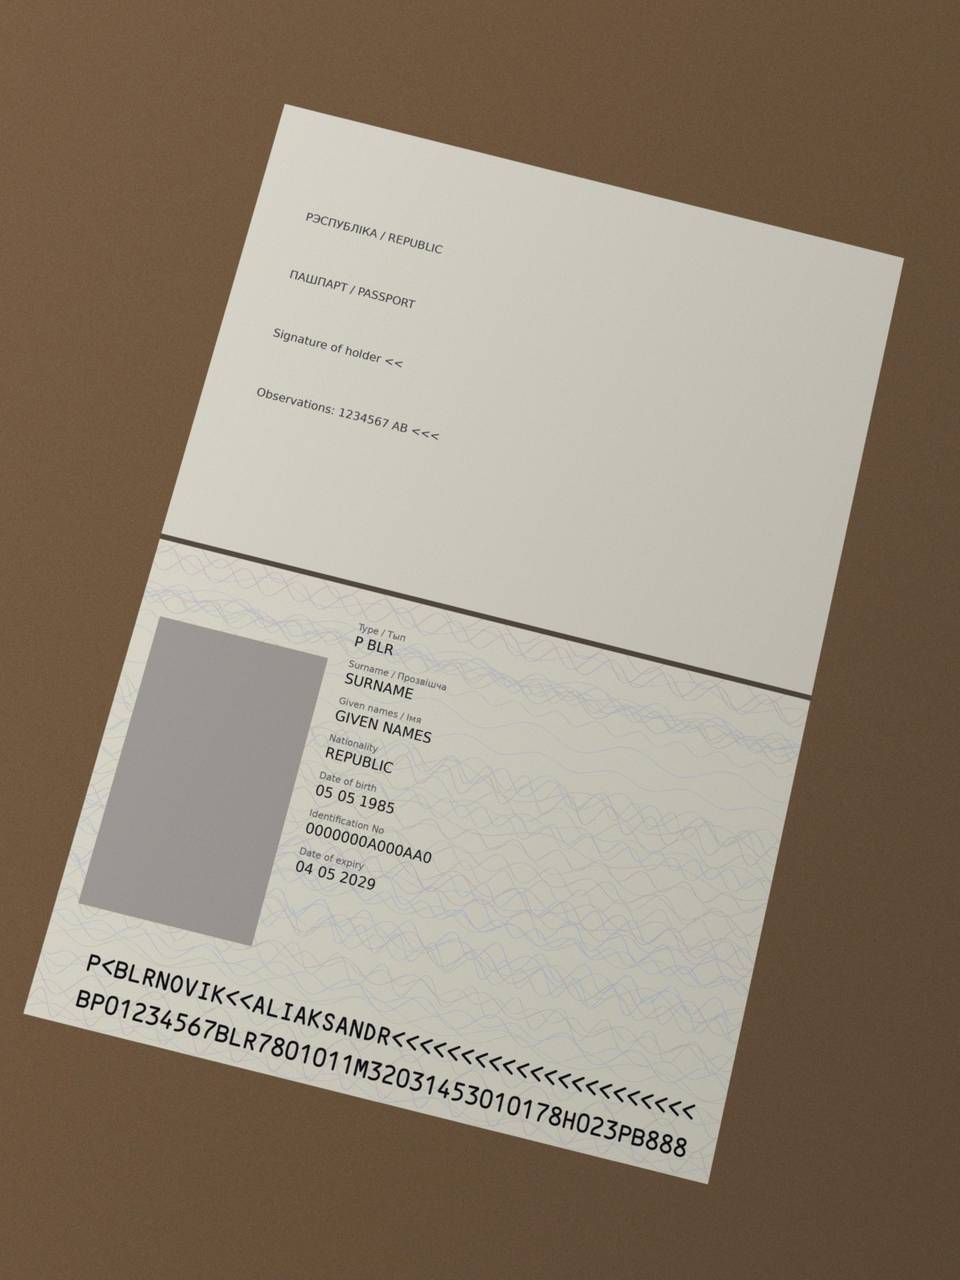 РЭСПУБЛІКА / REPUBLIC
ПАШПАРТ / PASSPORT
Signature of holder <<
Observations: 1234567 AB <<<
Type / Тып
P BLR
Surname / Прозвішча
SURNAME
Given names / Імя
GIVEN NAMES
Nationality
REPUBLIC
Date of birth
05 05 1985
Identification No
0000000A000AA0
Date of expiry
04 05 2029
P<BLRNOVIK<<ALIAKSANDR<<<<<<<<<<<<<<<<<<<<<<
BP01234567BLR7801011M32031453010178H023PB888